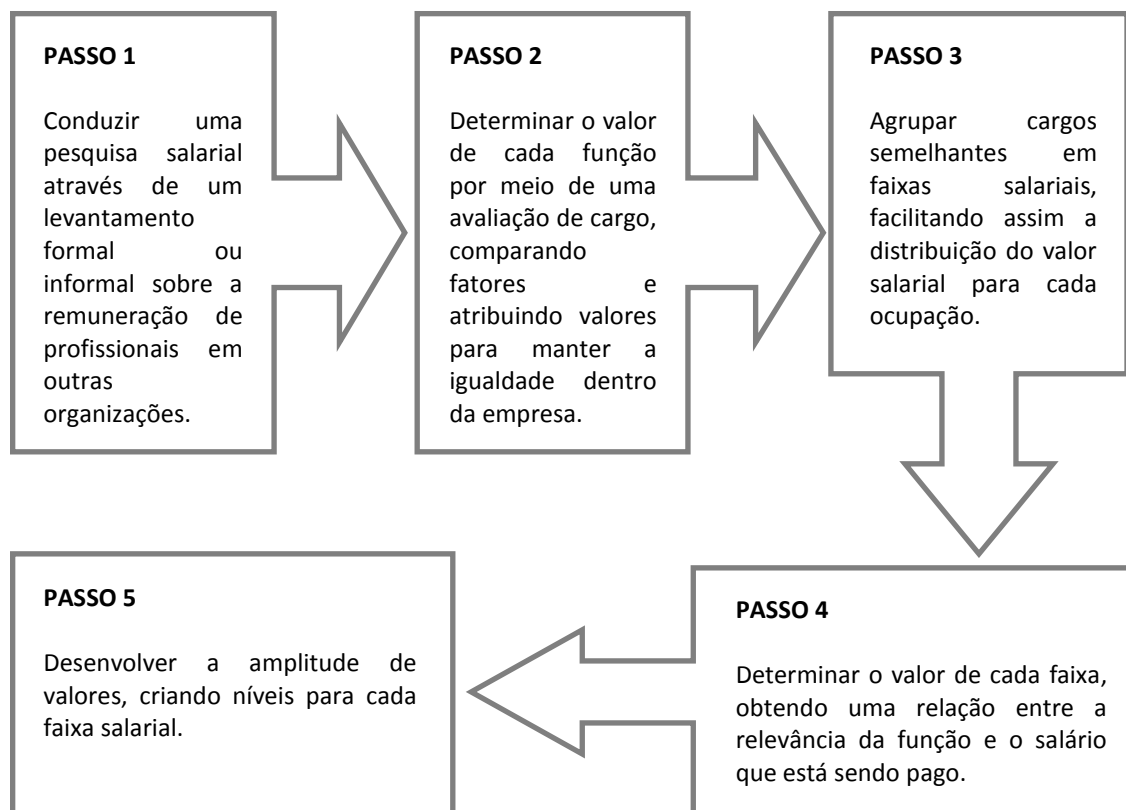 PASSO 1
Conduzir uma
pesquisa salarial
através de um
levantamento
formal ou
informal sobre a
remuneração de
profissionais em
outras
organizações.
PASSO 2
Determinar o valor
de cada função
por meio de uma
avaliação de cargo,
comparando
fatores e
atribuindo valores
para manter a
igualdade dentro
da empresa.
PASSO 3
Agrupar cargos
semelhantes em
faixas salariais,
facilitando assim a
distribuição do valor
salarial para cada
ocupação.
PASSO 4
Determinar o valor de cada faixa,
obtendo uma relação entre a
relevância da função e o salário
que está sendo pago.
PASSO 5
Desenvolver a amplitude de
valores, criando níveis para cada
faixa salarial.